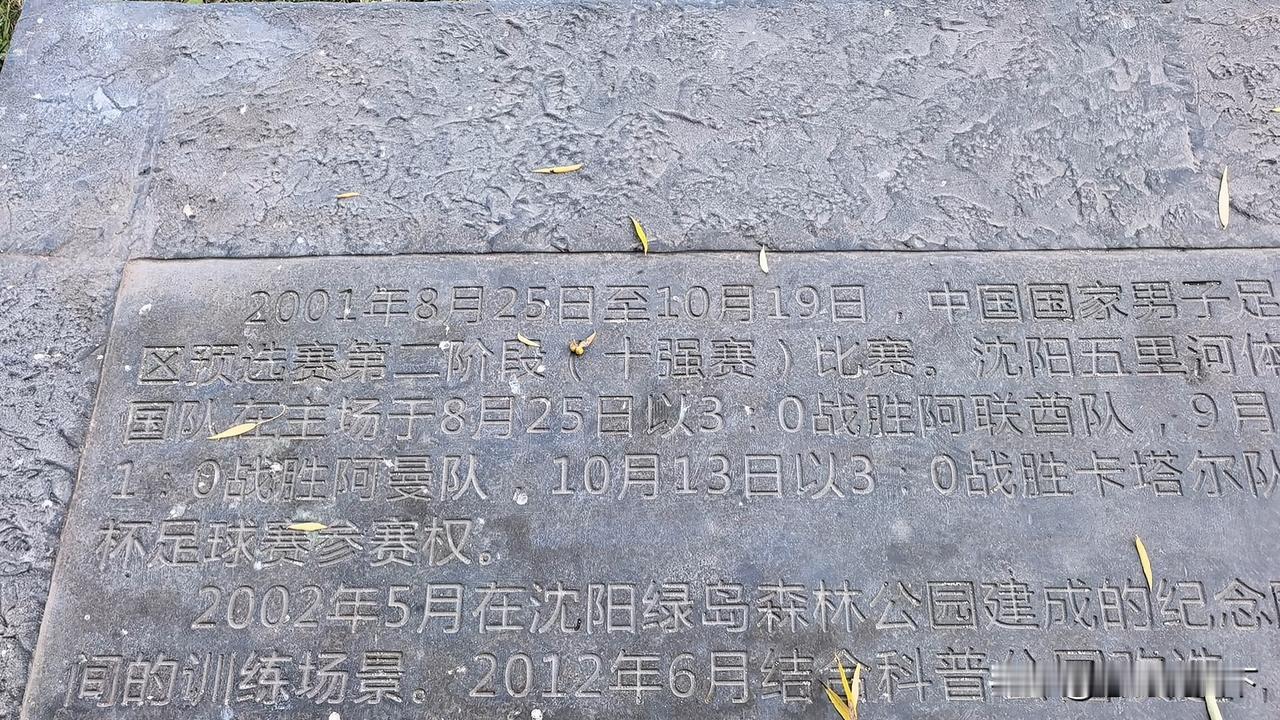 2001年8月25日至10月19日，中国国家男子足
区预选赛第二阶段（十强赛）比赛。沈阳五里河体
国队在主场于8月25日以3：0战胜阿联酋队，9月
1：0战胜阿曼队，10月13日以3：0战胜卡塔尔队
杯足球赛参赛权。
2002年5月在沈阳绿岛森林公园建成的纪念
间的训练场景。2012年6月结合科普公园改造，